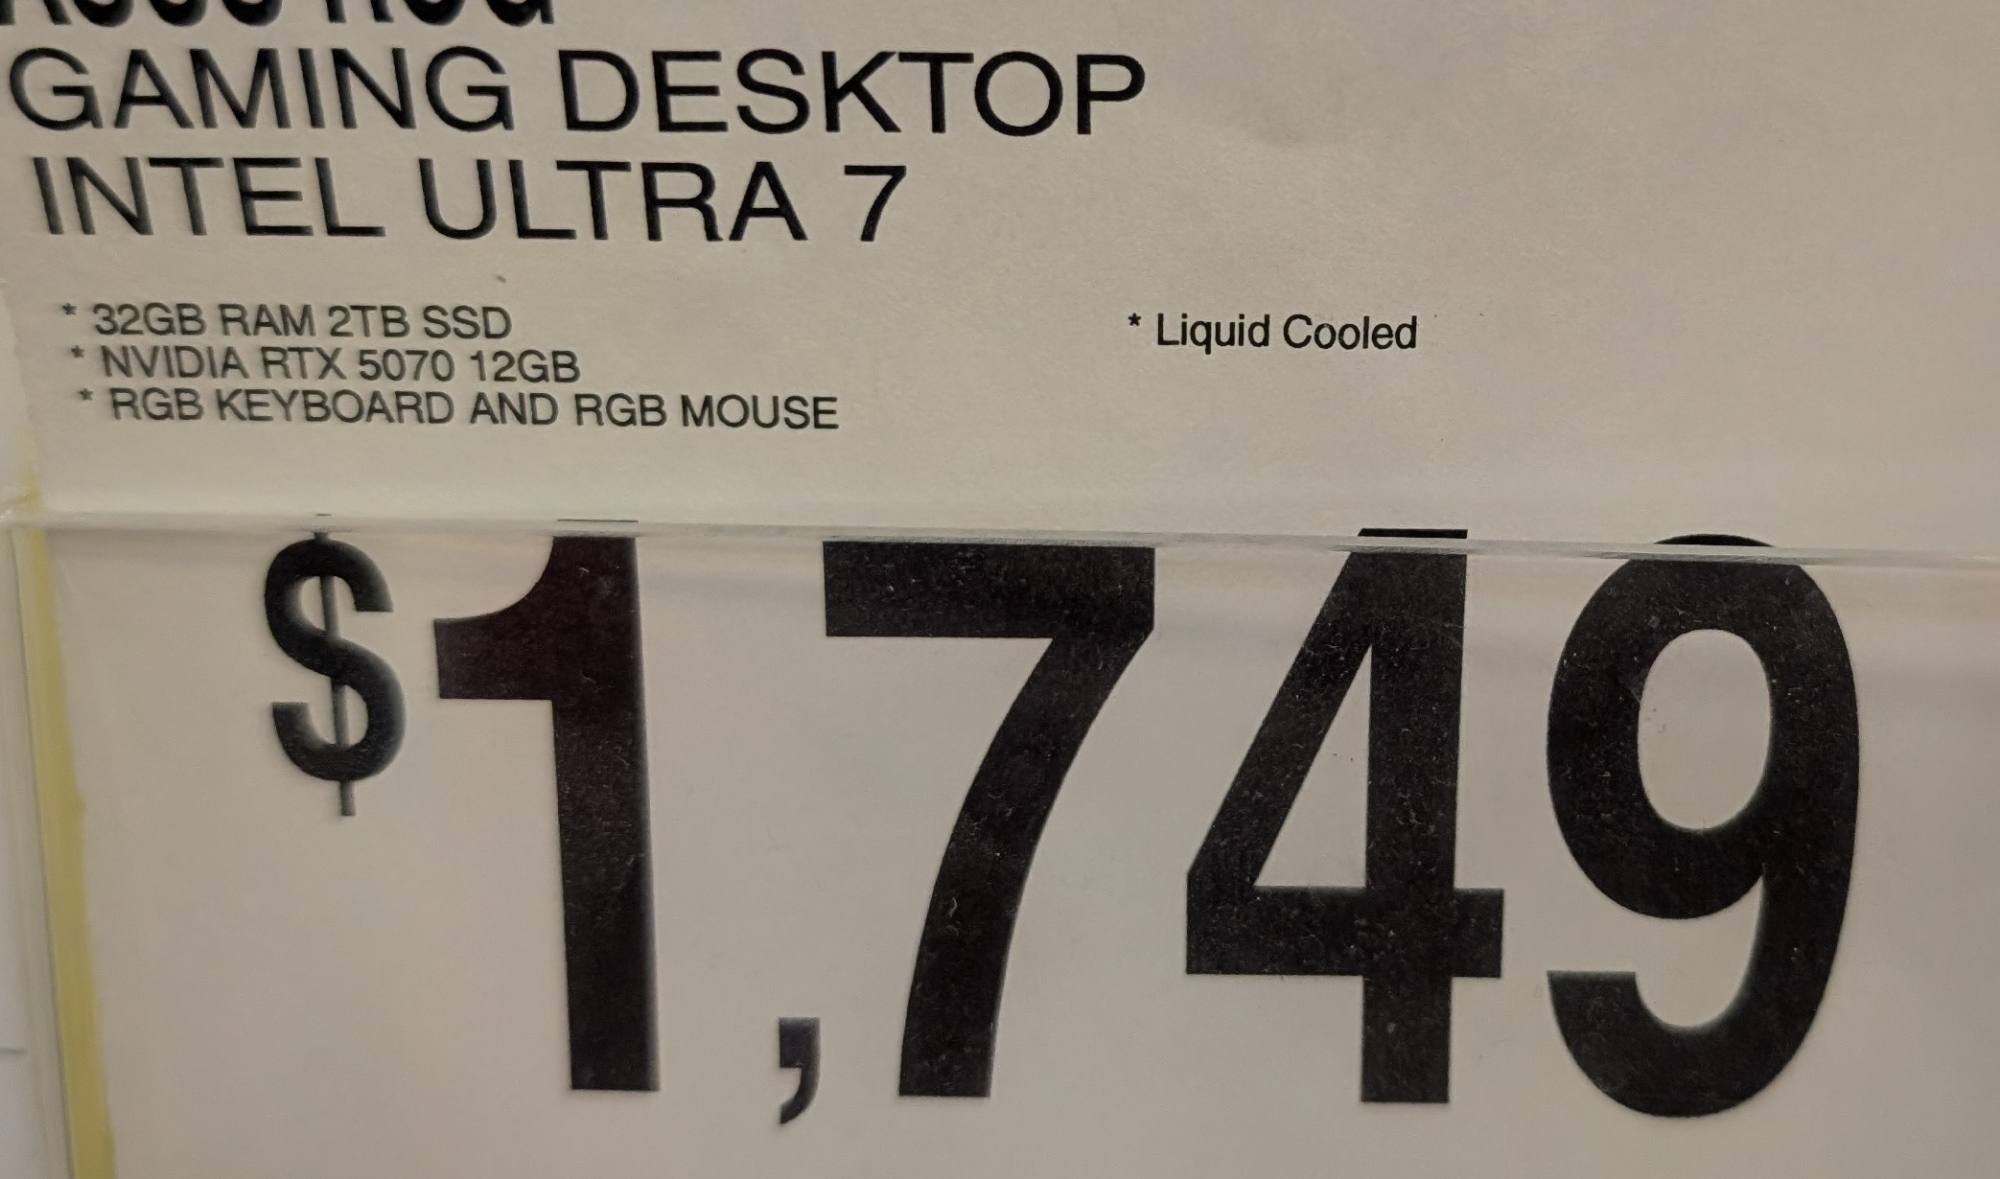 GAMING DESKTOP
INTEL ULTRA 7
* 32GB RAM 2TB SSD
* NVIDIA RTX 5070 12GB
* RGB KEYBOARD AND RGB MOUSE
* Liquid Cooled
$1,749